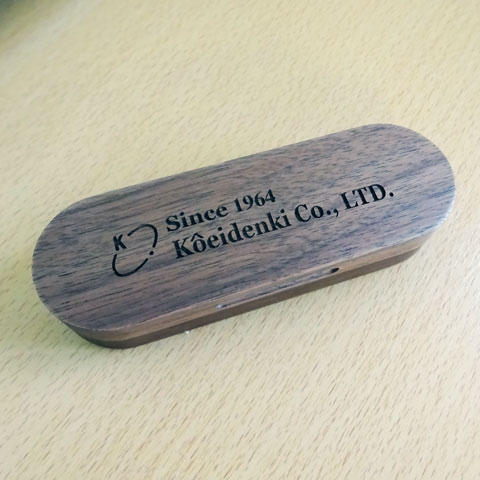 K
Since 1964
Kôeidenki Co., LTD.